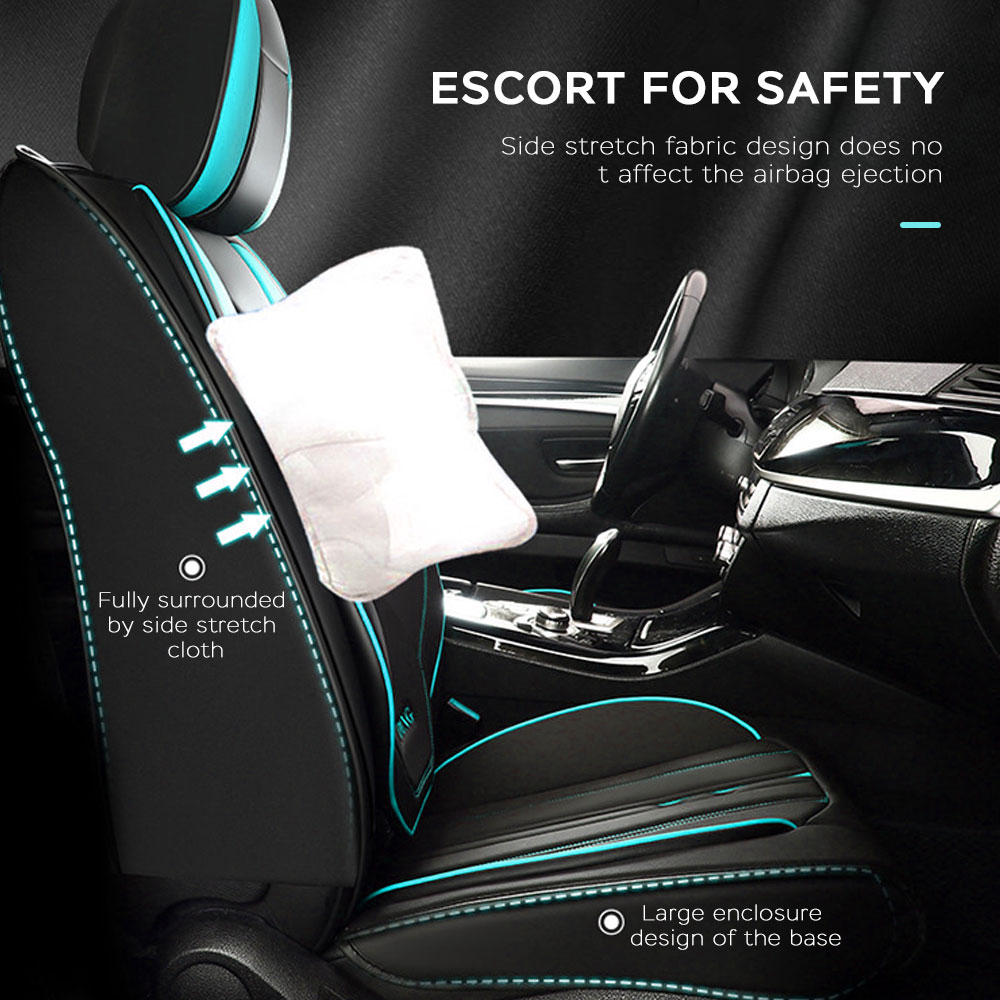 ESCORT FOR SAFETY
Side stretch fabric design does no
t affect the airbag ejection
Fully surrounded
by side stretch
cloth
Large enclosure
design of the base